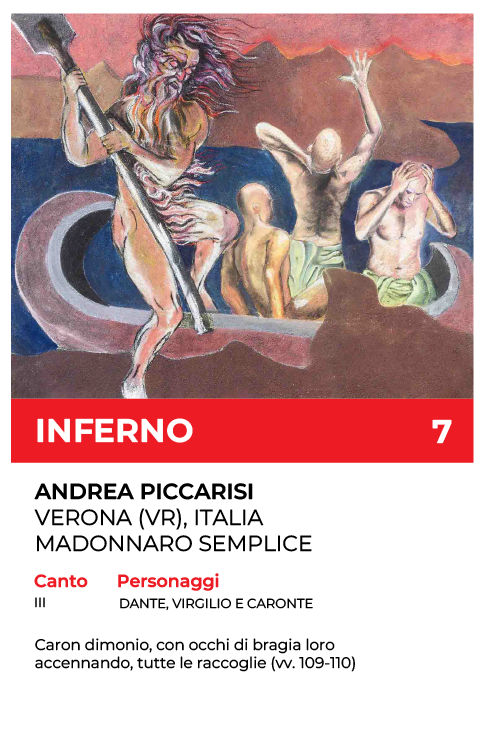 INFERNO 7
ANDREA PICCARISI
VERONA (VR), ITALIA
MADONNARO SEMPLICE
Canto Personaggi
III DANTE, VIRGILIO E CARONTE
Caron dimonio, con occhi di bragia loro
accennando, tutte le raccoglie (vv. 109-110)